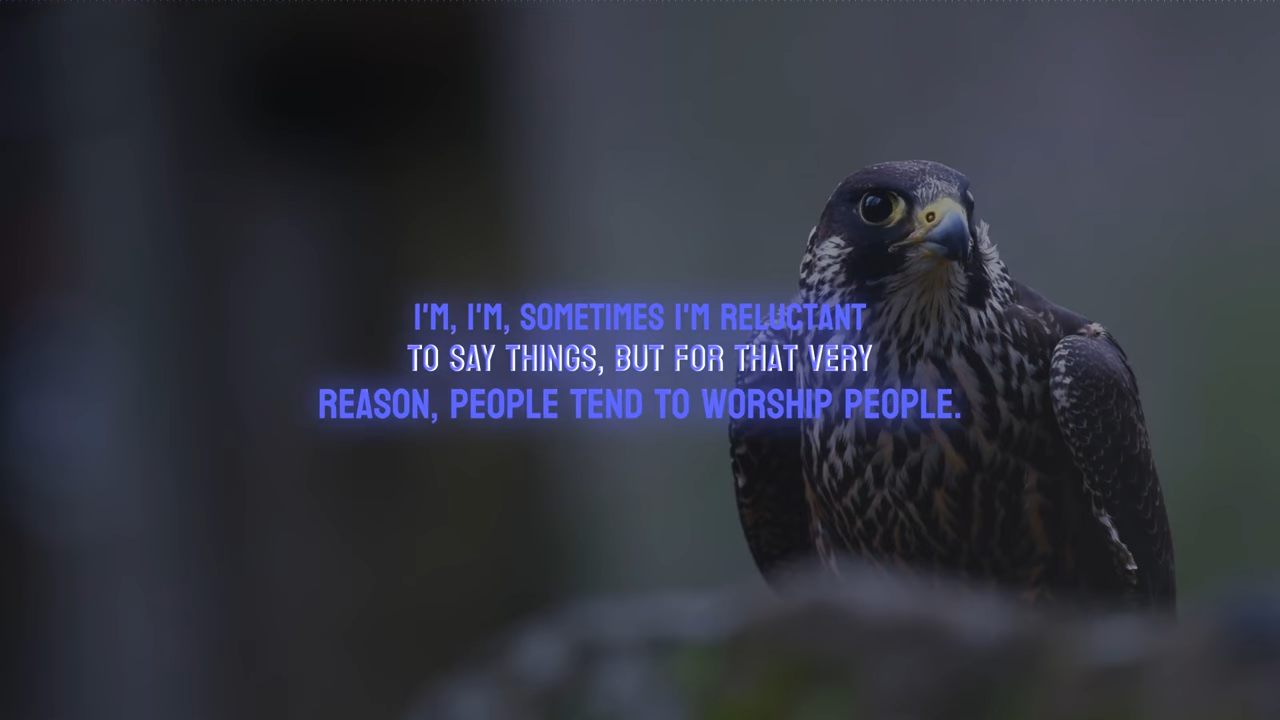 I'M, I'M, SOMETIMES I'M RELUCTANT
TO SAY THINGS, BUT FOR THAT VERY
REASON, PEOPLE TEND TO WORSHIP PEOPLE.